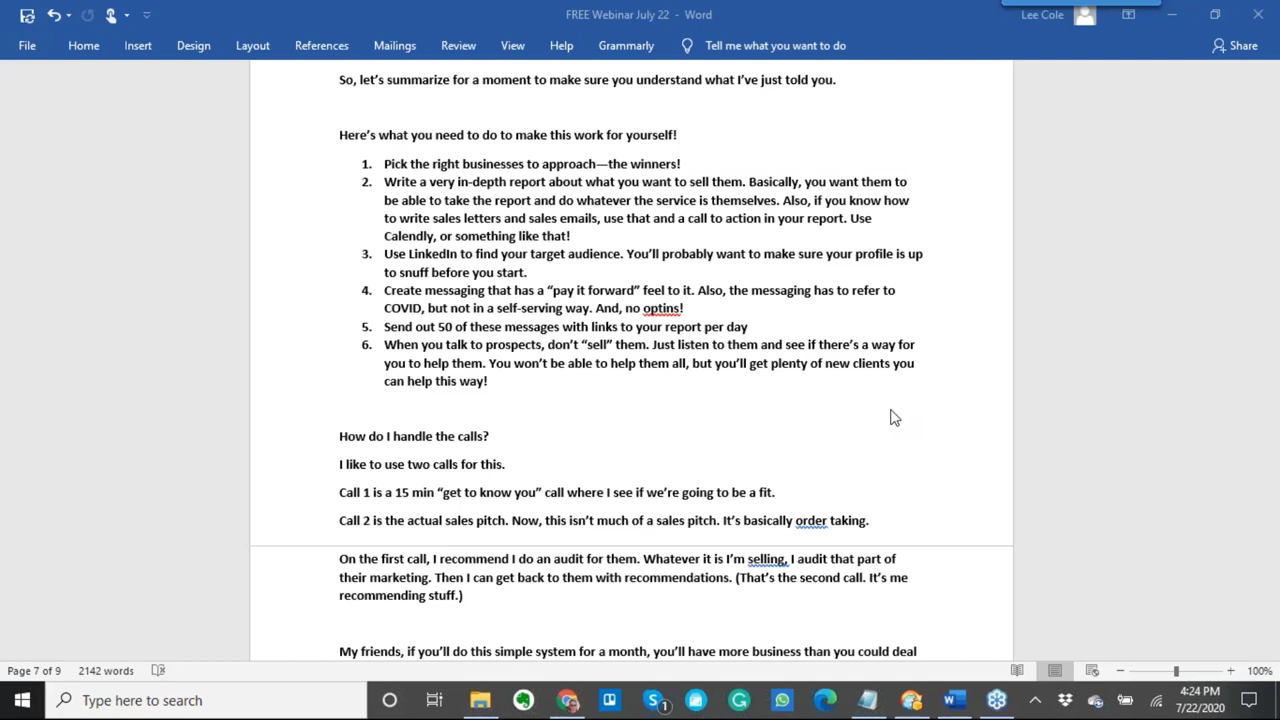 FREE Webinar July 22 - Word
Lee Cole
File Home Insert Design Layout References Mailings Review View Help Grammarly Tell me what you want to do Share
So, let's summarize for a moment to make sure you understand what I've just told you.
Here's what you need to do to make this work for yourself!
1. Pick the right businesses to approach—the winners!
2. Write a very in-depth report about what you want to sell them. Basically, you want them to
be able to take the report and do whatever the service is themselves. Also, if you know how
to write sales letters and sales emails, use that and a call to action in your report. Use
Calendly, or something like that!
3. Use LinkedIn to find your target audience. You'll probably want to make sure your profile is up
to snuff before you start.
4. Create messaging that has a “pay it forward” feel to it. Also, the messaging has to refer to
COVID, but not in a self-serving way. And, no optins!
5. Send out 50 of these messages with links to your report per day
6. When you talk to prospects, don't “sell” them. Just listen to them and see if there's a way for
you to help them. You won't be able to help them all, but you'll get plenty of new clients you
can help this way!
How do I handle the calls?
I like to use two calls for this.
Call 1 is a 15 min “get to know you” call where I see if we're going to be a fit.
Call 2 is the actual sales pitch. Now, this isn't much of a sales pitch. It's basically order taking.
On the first call, I recommend I do an audit for them. Whatever it is I'm selling, I audit that part of
their marketing. Then I can get back to them with recommendations. (That's the second call. It's me
recommending stuff.)
My friends, if you'll do this simple system for a month, you'll have more business than you could deal
Page 7 of 9 2142 words 100%
Type here to search
1
4:24 PM
7/22/2020